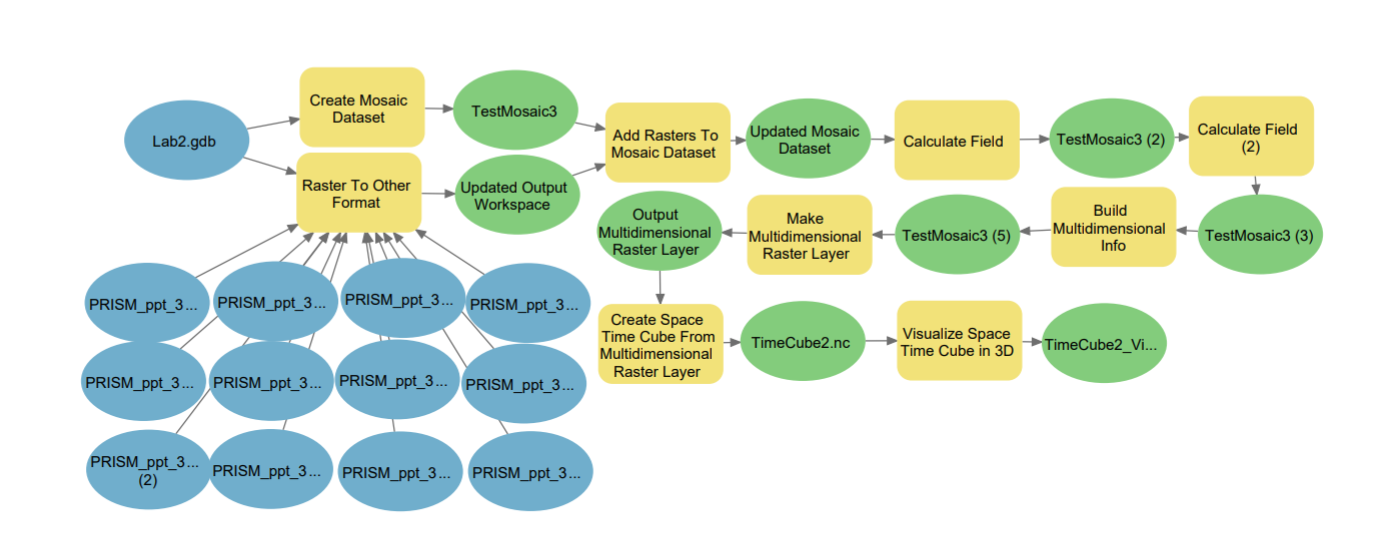 Lab2.gdb
Create Mosaic
Dataset
TestMosaic3
Raster To Other
Format
Updated Output
Workspace
Add Rasters To
Mosaic Dataset
Updated Mosaic
Dataset
Calculate Field
TestMosaic3 (2)
Calculate Field
(2)
TestMosaic3 (3)
Build
Multidimensional
Info
TestMosaic3 (5)
Make
Multidimensional
Raster Layer
Output
Multidimensional
Raster Layer
Create Space
Time Cube From
Multidimensional
Raster Layer
TimeCube2.nc
Visualize Space
Time Cube in 3D
TimeCube2_Vi...
PRISM_ppt_3...
PRISM_ppt_3...
PRISM_ppt_3...
PRISM_ppt_3...
PRISM_ppt_3...
PRISM_ppt_3...
PRISM_ppt_3...
PRISM_ppt_3...
PRISM_ppt_3...
(2)
PRISM_ppt_3...
PRISM_ppt_3...
PRISM_ppt_3...